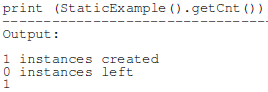 print (StaticExample().getCnt())
--------------------------------
Output:
1 instances created
0 instances left
1